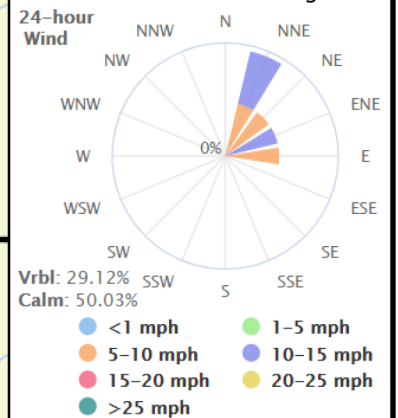 24-hour
Wind
N
NNW
NNE
NW
NE
WNW
ENE
0%
W
E
WSW
ESE
SW
SE
Vrbl: 29.12%
SSW
SSE
Calm: 50.03%
S
<1 mph
1-5 mph
5-10 mph
10-15 mph
15-20 mph
20-25 mph
>25 mph